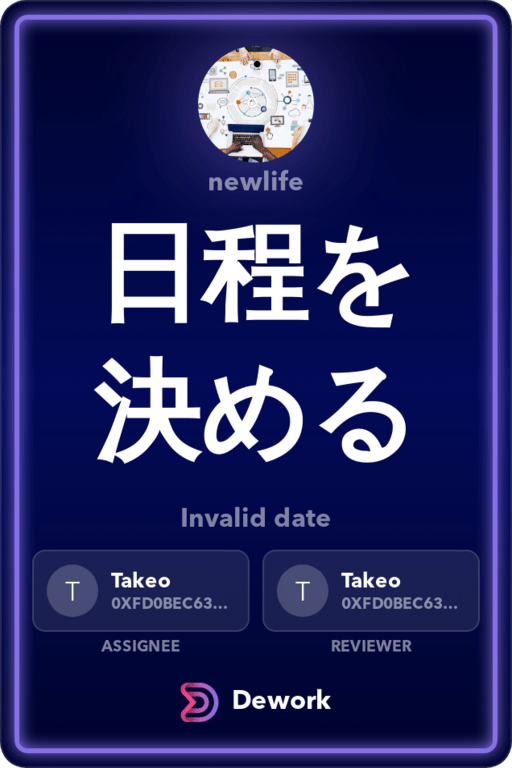 newlife
日程を
決める
Invalid date
T Takeo
0XFD0BEC63...
ASSIGNEE
T Takeo
0XFD0BEC63...
REVIEWER
Dework